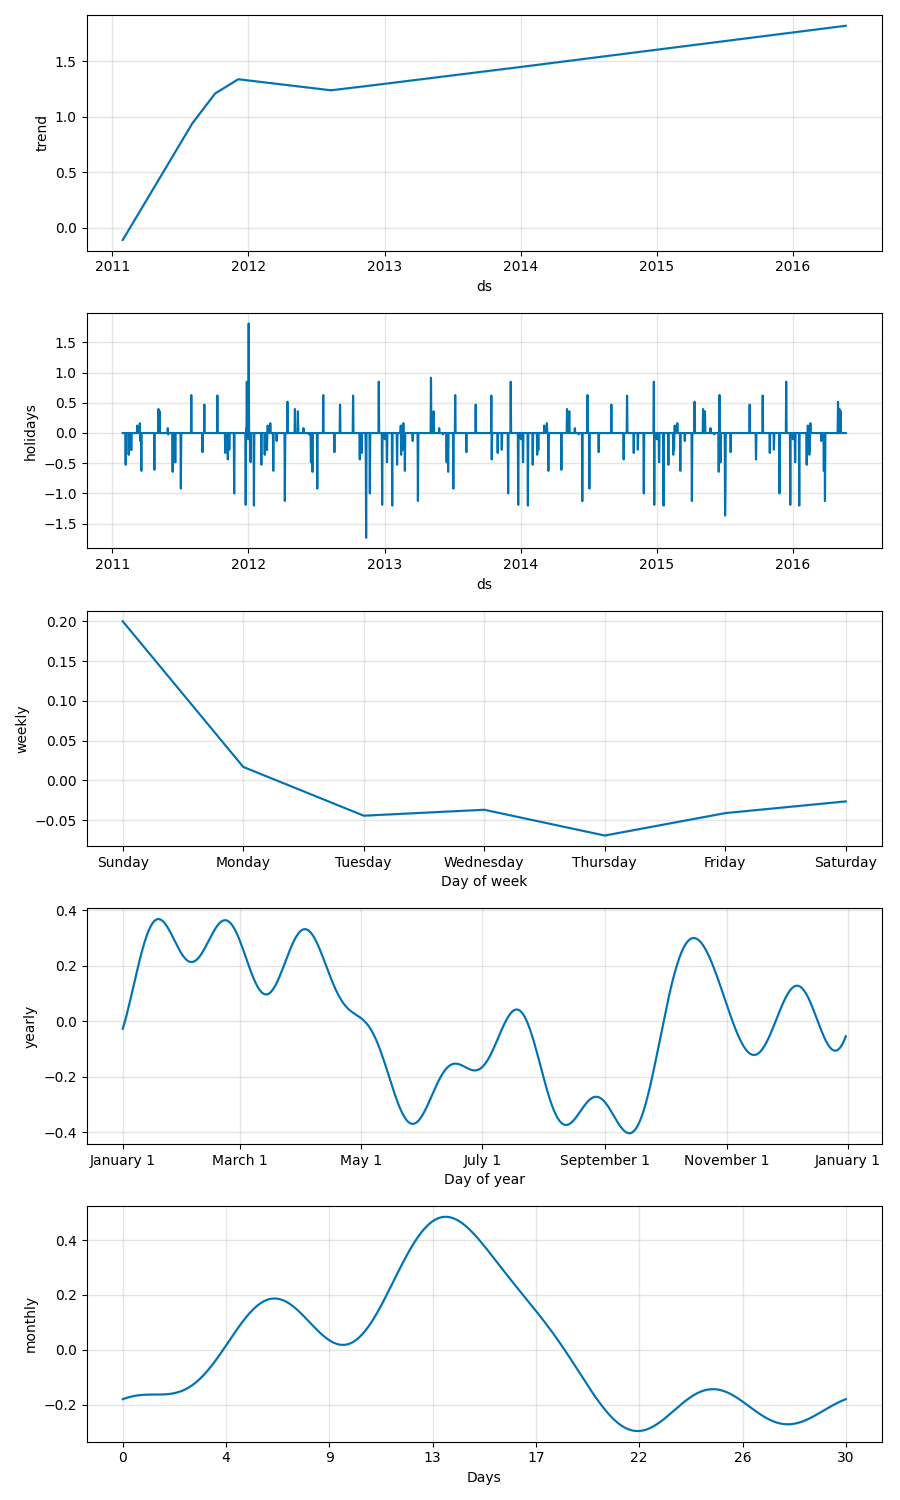 trend
1.5
1.0
0.5
0.0
2011 2012 2013 2014 2015 2016
ds
holidays
1.5
1.0
0.5
0.0
−0.5
−1.0
−1.5
2011 2012 2013 2014 2015 2016
ds
weekly
0.20
0.15
0.10
0.05
0.00
−0.05
Sunday Monday Tuesday Wednesday Thursday Friday Saturday
Day of week
yearly
0.4
0.2
0.0
−0.2
−0.4
January 1 March 1 May 1 July 1 September 1 November 1 January 1
Day of year
monthly
0.4
0.2
0.0
−0.2
0 4 9 13 17 22 26 30
Days